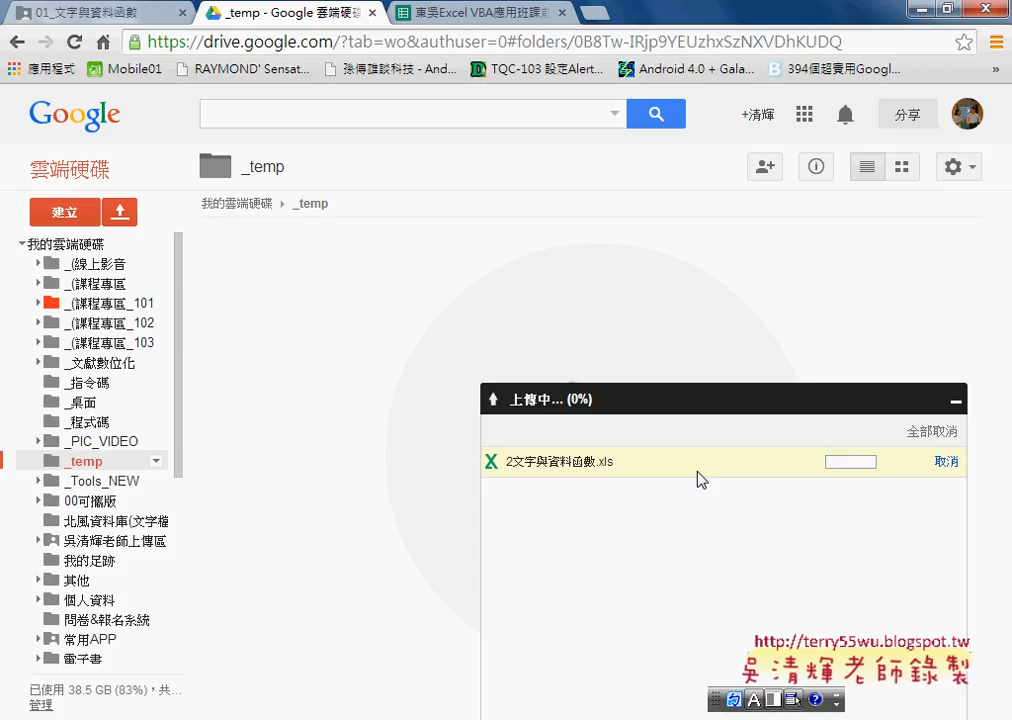 01_文字與資料函數
_temp - Google 雲端硬碟
東吳Excel VBA應用班課前
https://drive.google.com/?tab=wo&authuser=0#folders/0B8Tw-IRjp9YEUzhxSzNXVDhKUDQ
應用程式
Mobile01
RAYMOND' Sensat...
孫傳雄談科技 - And...
TQC-103 設定Alert...
Android 4.0 + Gala...
394個超實用Googl...
»
Google
+清輝
分享
雲端硬碟
_temp
建立
我的雲端硬碟
_temp
我的雲端硬碟
_(線上影音
_(課程專區
_(課程專區_101
_(課程專區_102
_(課程專區_103
_文獻數位化
_指令碼
_桌面
_程式碼
_PIC_VIDEO
_temp
_Tools_NEW
00可攜版
北風資料庫(文字檔
吳清輝老師上傳區
我的足跡
其他
個人資料
問卷&報名系統
常用APP
電子書
已使用 38.5 GB (83%)，共...
管理
上傳中... (0%)
全部取消
2文字與資料函數.xls
取消
http://terry55wu.blogspot.tw
吳清輝老師錄製